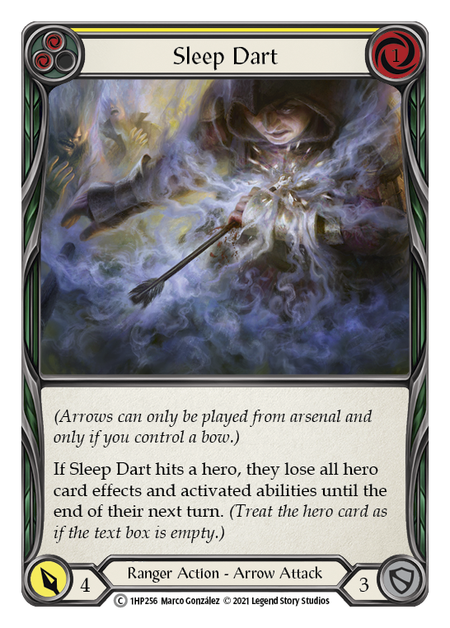 Sleep Dart
1
(Arrows can only be played from arsenal and
only if you control a bow.)
If Sleep Dart hits a hero, they lose all hero
card effects and activated abilities until the
end of their next turn. (Treat the hero card as
if the text box is empty.)
4
Ranger Action - Arrow Attack
3
C 1HP256 Marco González © 2021 Legend Story Studios